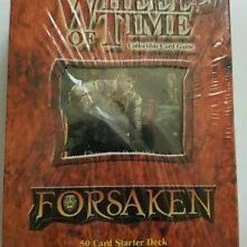 WHEEL
OF TIME
Collectible Card Game
FORSAKEN
50 Card Starter Deck